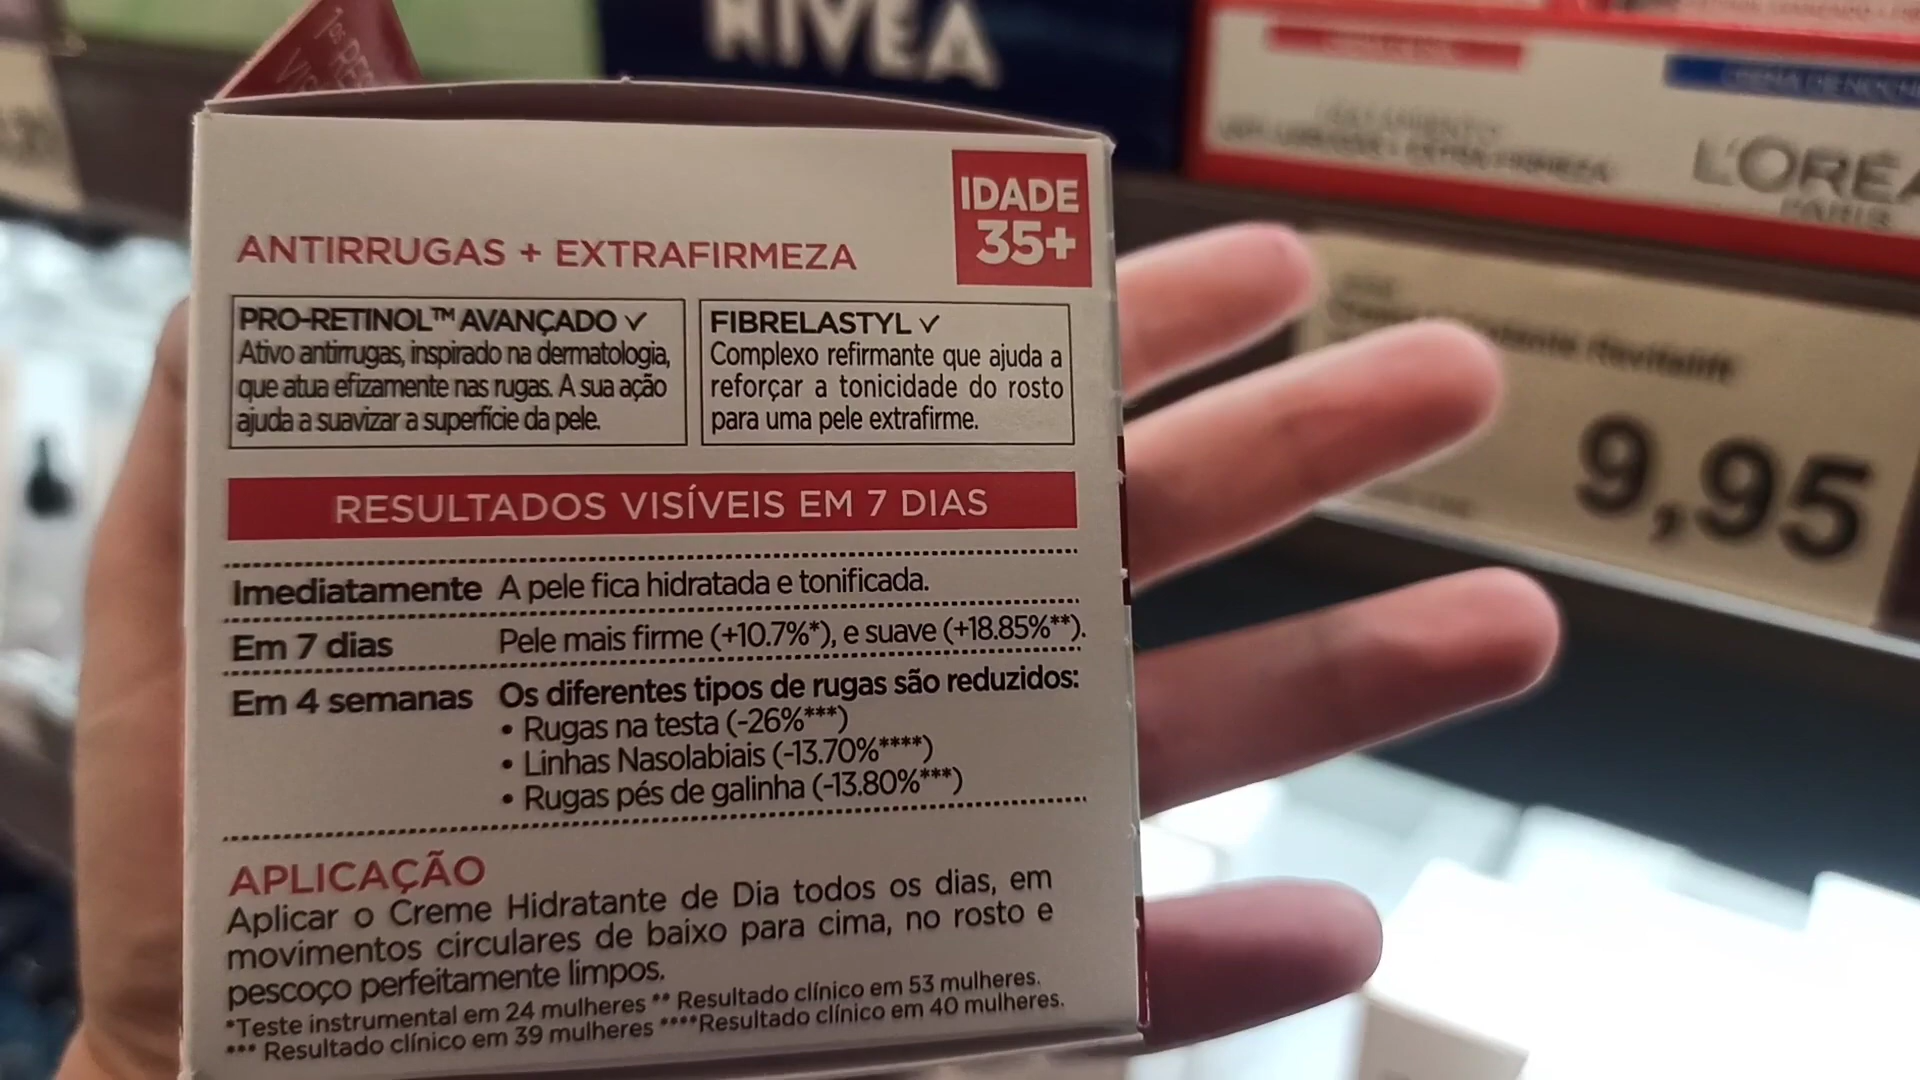 NIVEA
L'ORÉA
PARIS
9,95
IDADE
35+
ANTIRRUGAS + EXTRAFIRMEZA
PRO-RETINOL™ AVANÇADO ✓
Ativo antirrugas, inspirado na dermatologia,
que atua efizamente nas rugas. A sua ação
ajuda a suavizar a superfície da pele.
FIBRELASTYL ✓
Complexo refirmante que ajuda a
reforçar a tonicidade do rosto
para uma pele extrafirme.
RESULTADOS VISÍVEIS EM 7 DIAS
Imediatamente A pele fica hidratada e tonificada.
Em 7 dias Pele mais firme (+10.7%*), e suave (+18.85%**).
Em 4 semanas Os diferentes tipos de rugas são reduzidos:
• Rugas na testa (-26%***)
• Linhas Nasolabiais (-13.70%****)
• Rugas pés de galinha (-13.80%***)
APLICAÇÃO
Aplicar o Creme Hidratante de Dia todos os dias, em
movimentos circulares de baixo para cima, no rosto e
pescoço perfeitamente limpos.
*Teste instrumental em 24 mulheres ** Resultado clínico em 53 mulheres.
*** Resultado clínico em 39 mulheres ****Resultado clínico em 40 mulheres.